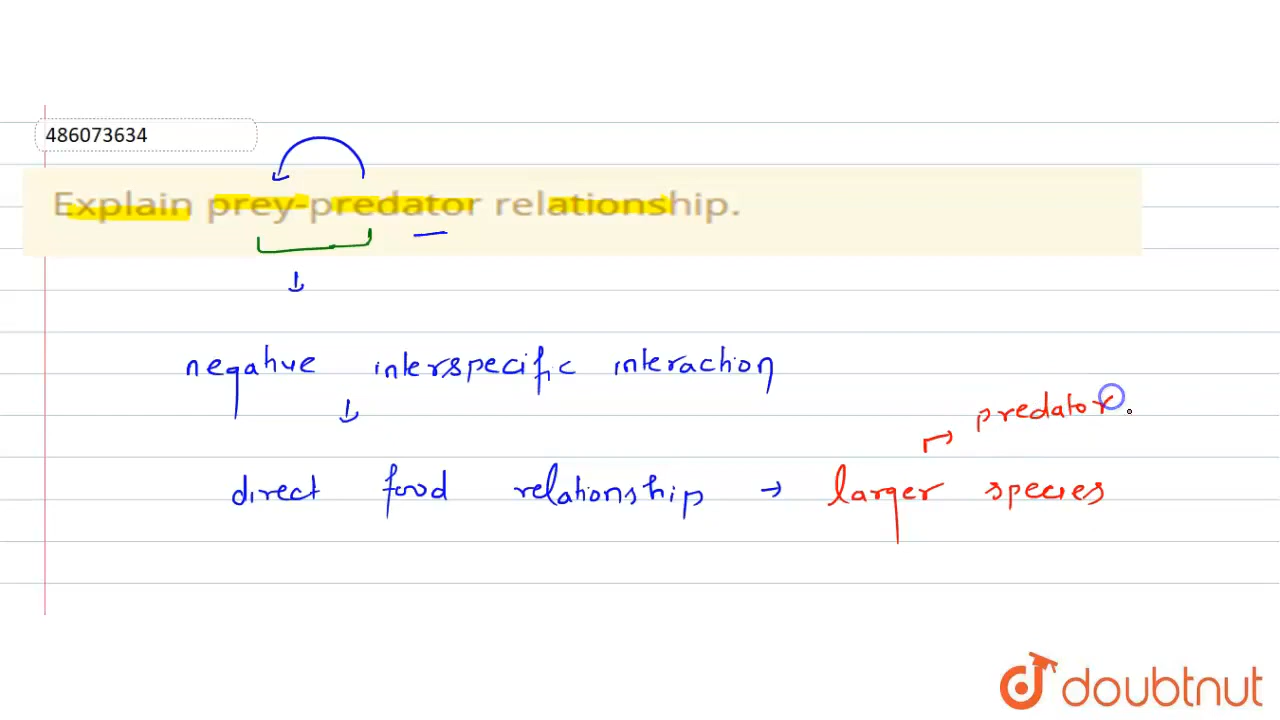 486073634
Explain prey-predator relationship.
negative interspecific interaction
predator
direct food relationship → larger species
doubtnut